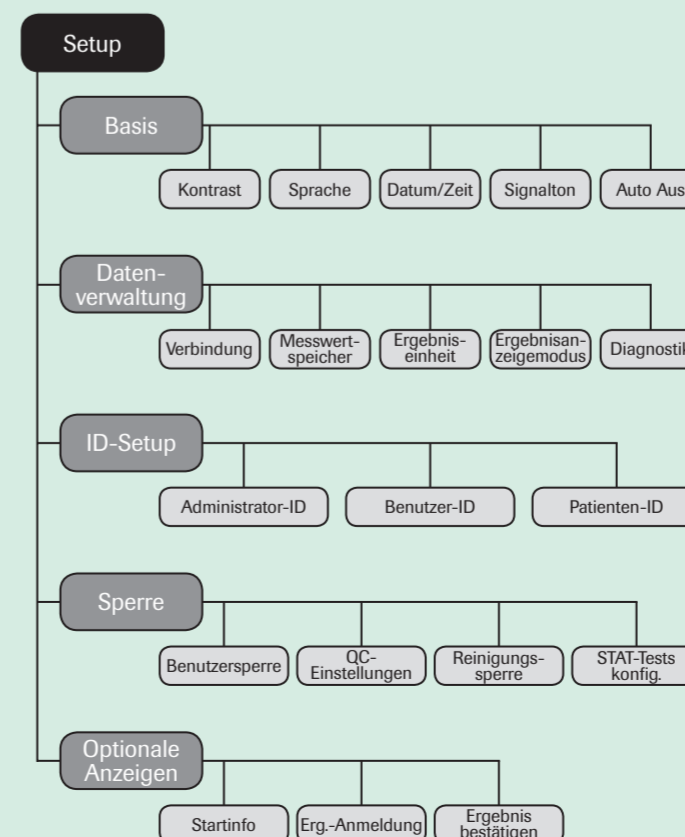 Setup
Basis
Kontrast
Sprache
Datum/Zeit
Signalton
Auto Aus
Daten-
verwaltung
Verbindung
Messwert-
speicher
Ergebnis-
einheit
Ergebnisan-
zeigemodus
Diagnostik
ID-Setup
Administrator-ID
Benutzer-ID
Patienten-ID
Sperre
Benutzersperre
QC-
Einstellungen
Reinigungs-
sperre
STAT-Tests
konfig.
Optionale
Anzeigen
Startinfo
Erg.-Anmeldung
Ergebnis
bestätigen